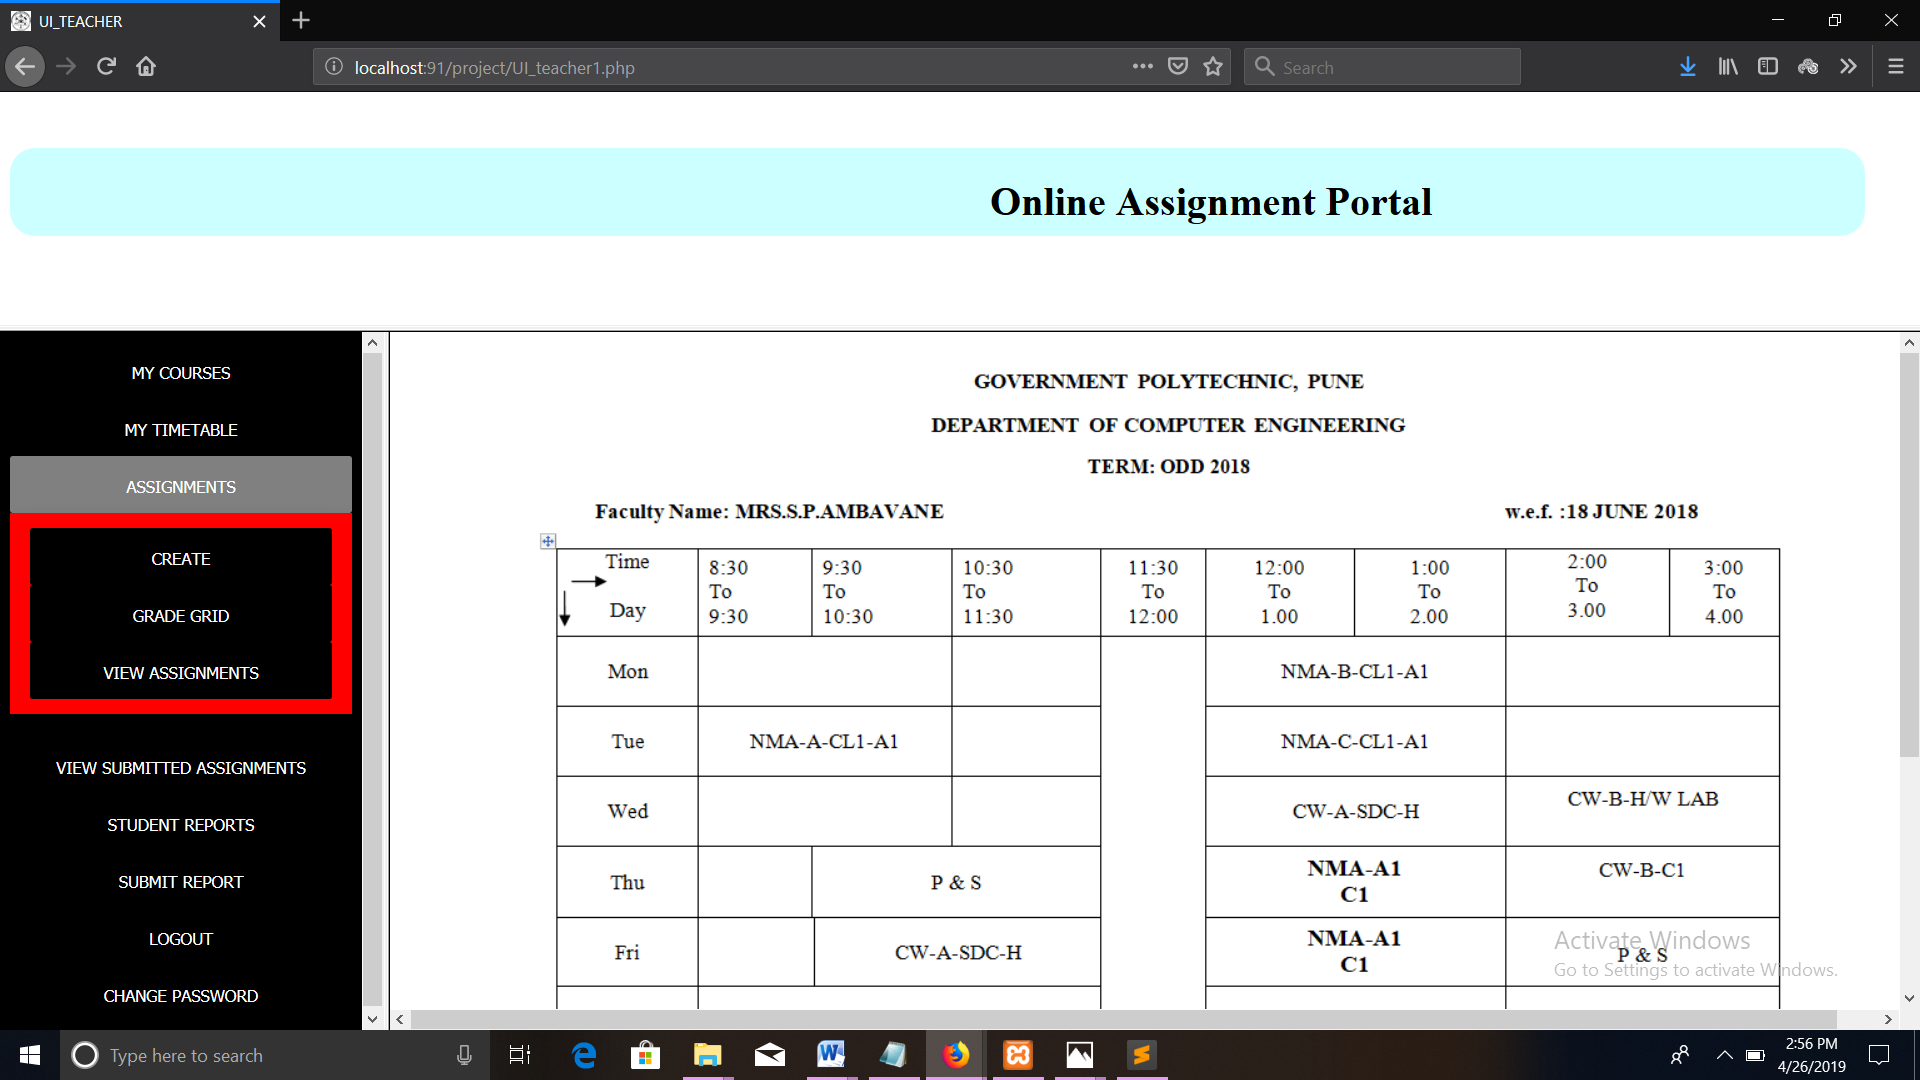 UI_TEACHER
localhost:91/project/UI_teacher1.php
Search
Online Assignment Portal
MY COURSES
MY TIMETABLE
ASSIGNMENTS
CREATE
GRADE GRID
VIEW ASSIGNMENTS
VIEW SUBMITTED ASSIGNMENTS
STUDENT REPORTS
SUBMIT REPORT
LOGOUT
CHANGE PASSWORD
GOVERNMENT POLYTECHNIC, PUNE
DEPARTMENT OF COMPUTER ENGINEERING
TERM: ODD 2018
Faculty Name: MRS.S.P.AMBAVANE w.e.f. :18 JUNE 2018
Time
Day
8:30
To
9:30
9:30
To
10:30
10:30
To
11:30
11:30
To
12:00
12:00
To
1.00
1:00
To
2.00
2:00
To
3.00
3:00
To
4.00
Mon NMA-B-CL1-A1
Tue NMA-A-CL1-A1 NMA-C-CL1-A1
Wed CW-A-SDC-H CW-B-H/W LAB
Thu P & S NMA-A1
C1
CW-B-C1
Fri CW-A-SDC-H NMA-A1
C1
P & S
Activate Windows
Go to Settings to activate Windows.
Type here to search
2:56 PM
4/26/2019